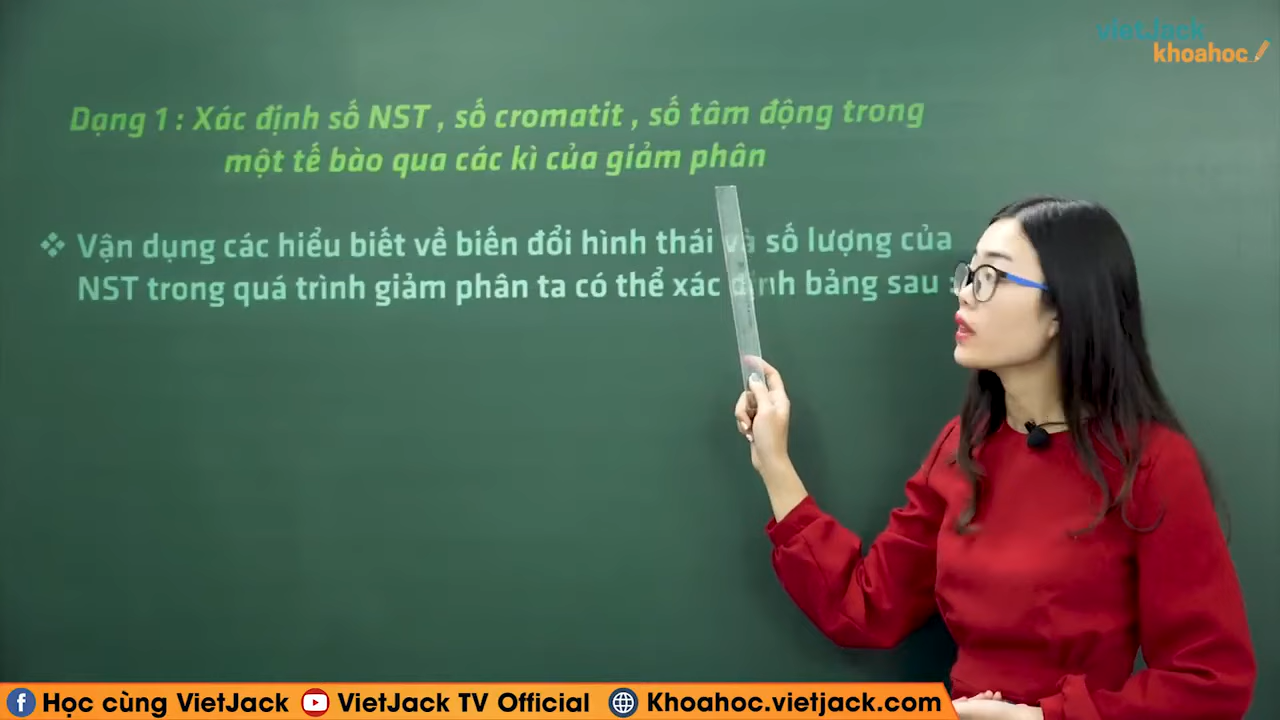 vietJack
khoahoc
Dạng 1 : Xác định số NST , số cromatit , số tâm động trong
một tế bào qua các kì của giảm phân
❖ Vận dụng các hiểu biết về biến đổi hình thái và số lượng của
NST trong quá trình giảm phân ta có thể xác định bảng sau :
Học cùng VietJack VietJack TV Official Khoahoc.vietjack.com